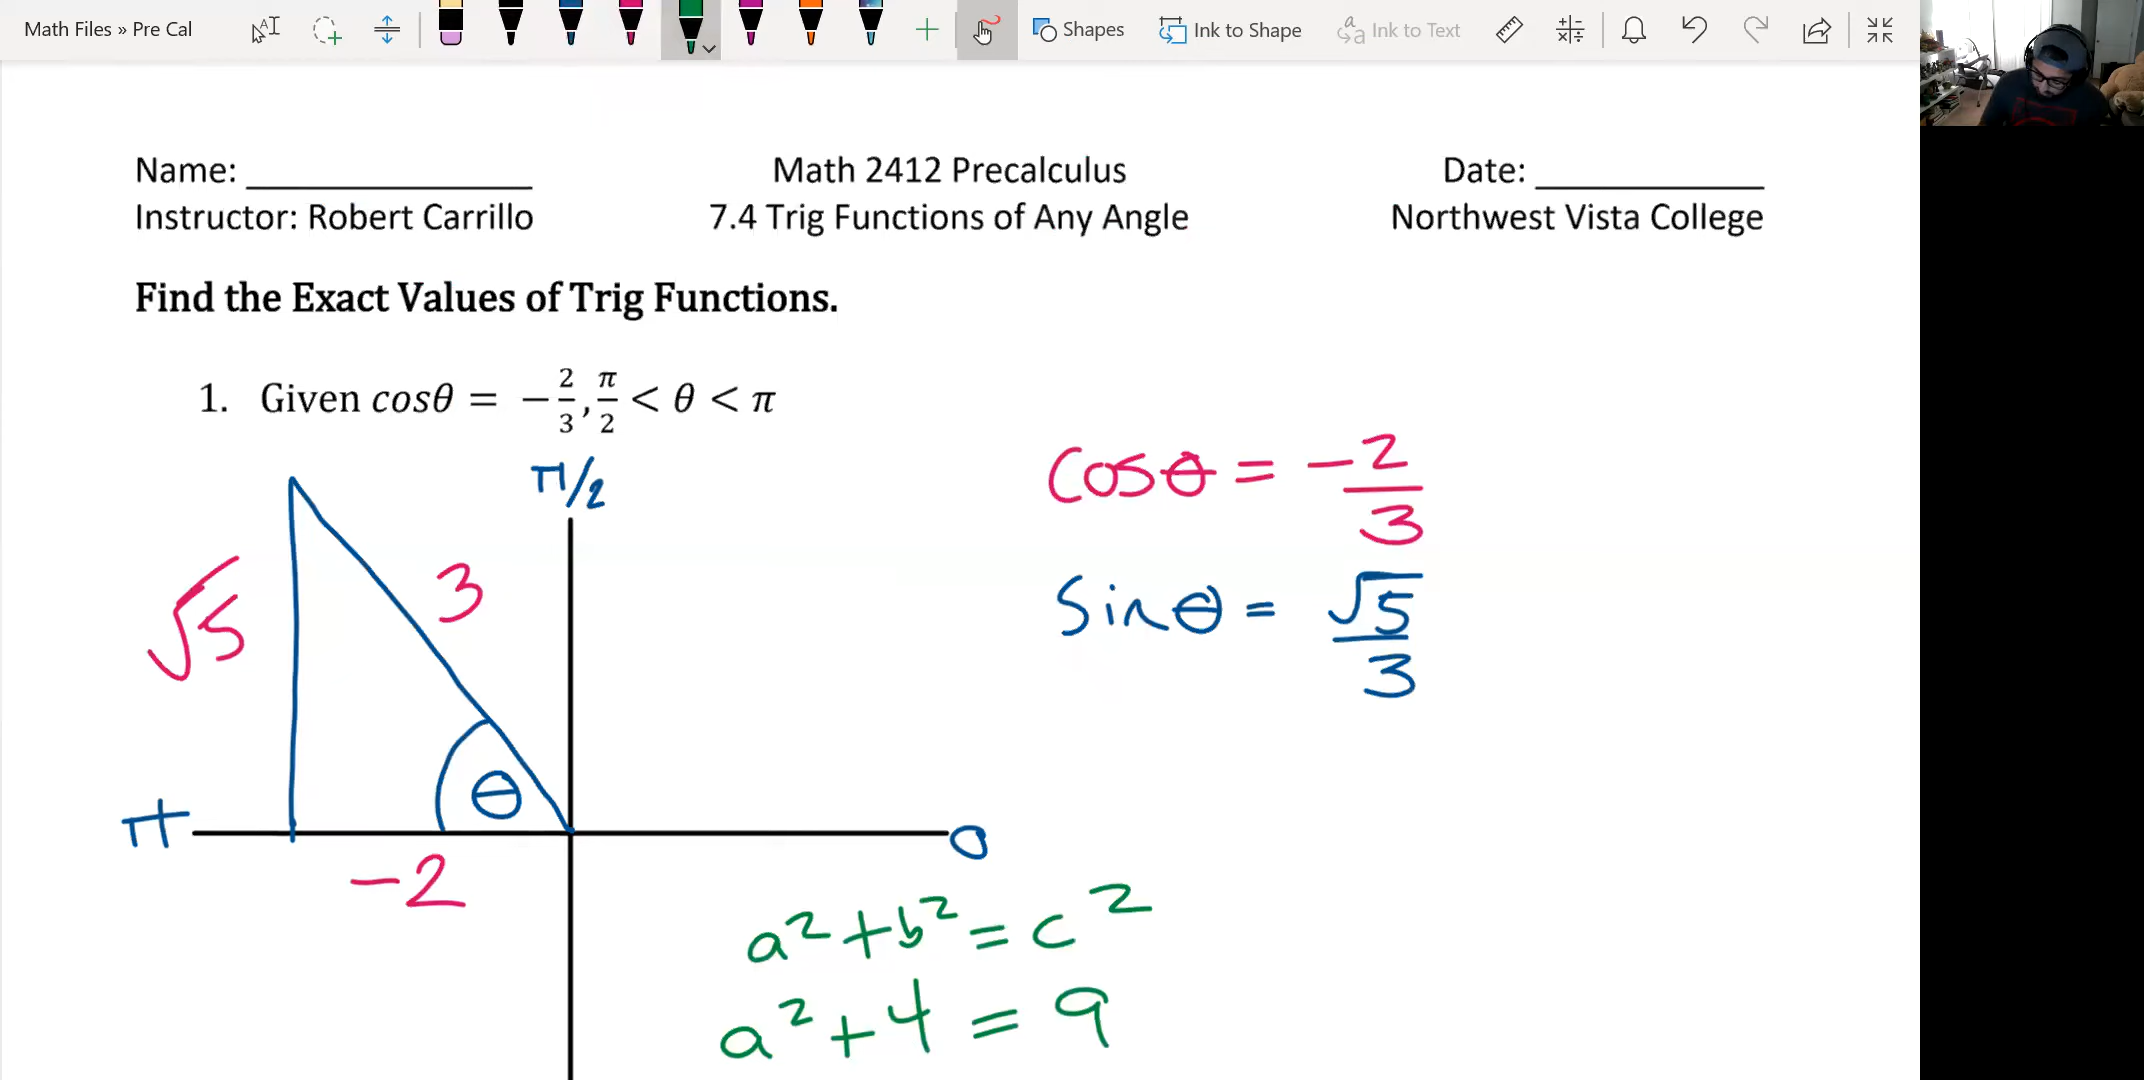 Math Files » Pre Cal
Shapes
Ink to Shape
Ink to Text
Name: _______________
Math 2412 Precalculus
Date: ____________
Instructor: Robert Carrillo
7.4 Trig Functions of Any Angle
Northwest Vista College
Find the Exact Values of Trig Functions.
1. Given cosθ = −2/3, π/2 < θ < π
π/2
cosθ = −2/3
√5
3
sinθ = √5/3
θ
π
0
−2
a² + b² = c²
a² + 4 = 9